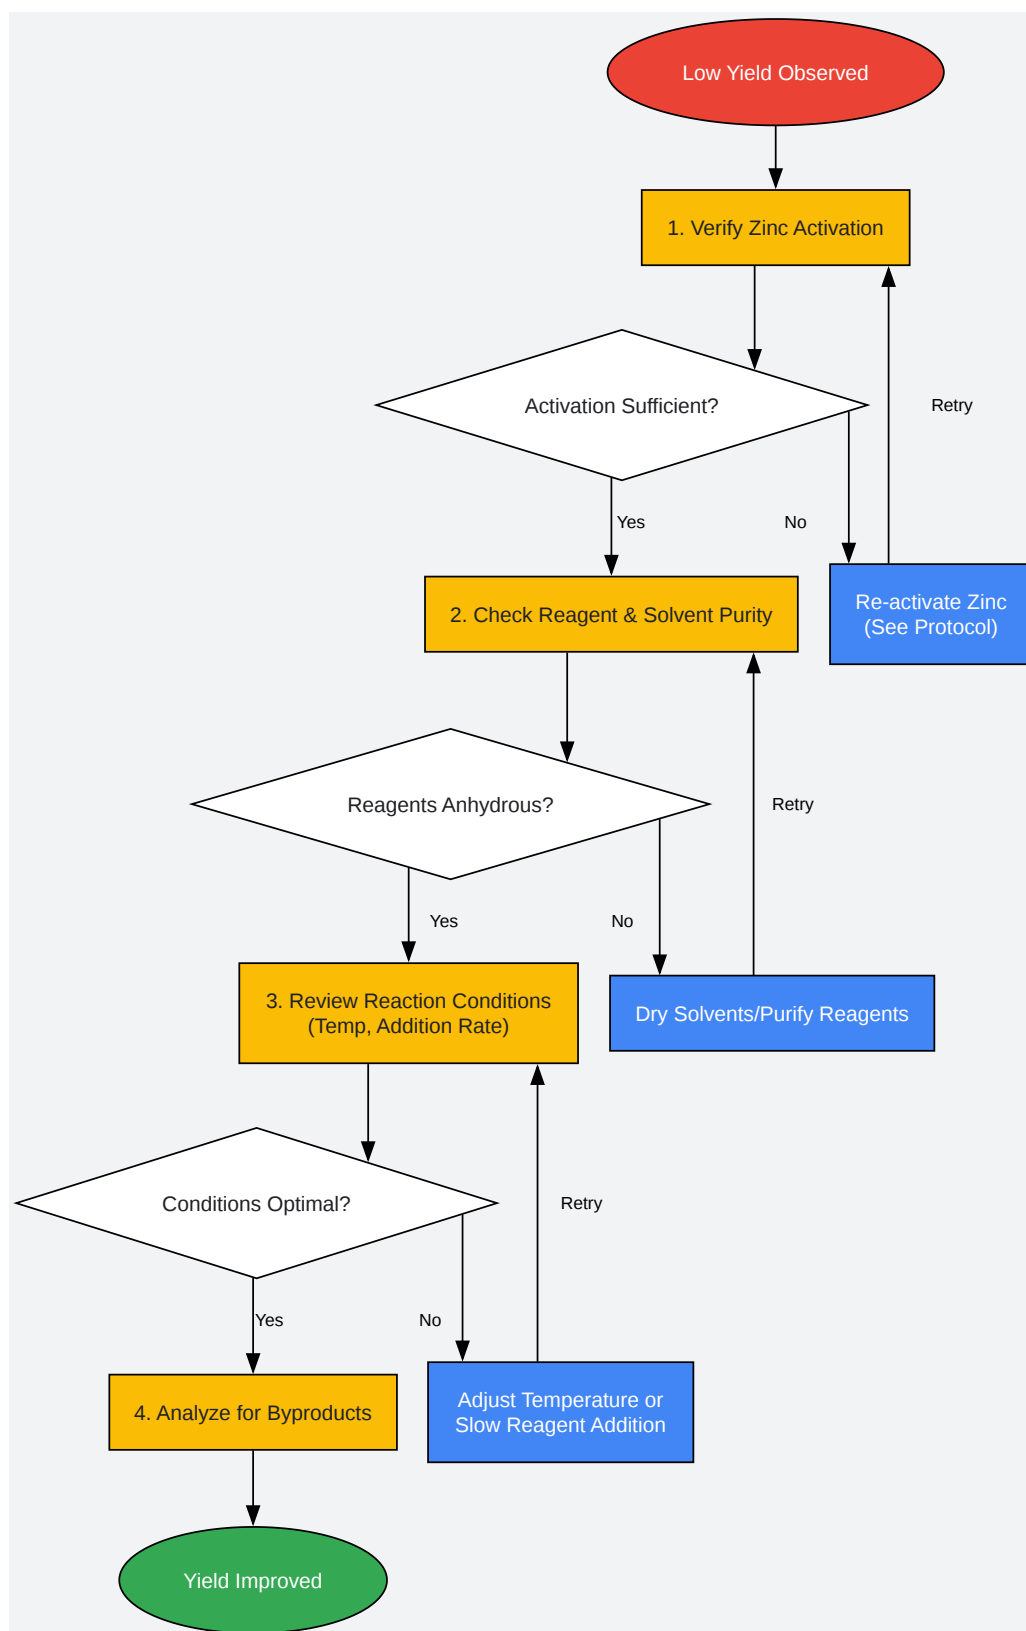 Low Yield Observed
1. Verify Zinc Activation
Activation Sufficient?
Retry
Yes
No
Re-activate Zinc
(See Protocol)
2. Check Reagent & Solvent Purity
Reagents Anhydrous?
Retry
Yes
No
3. Review Reaction Conditions
(Temp, Addition Rate)
Dry Solvents/Purify Reagents
Conditions Optimal?
Retry
Yes
No
4. Analyze for Byproducts
Adjust Temperature or
Slow Reagent Addition
Yield Improved